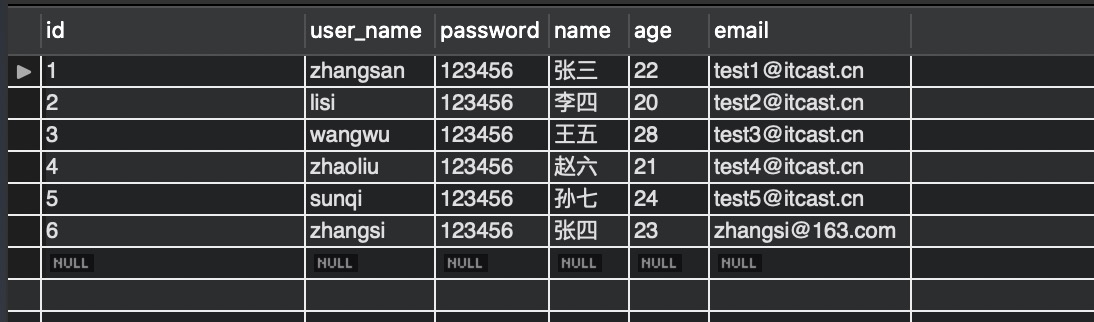 id user_name password name age email
1 zhangsan 123456 张三 22 test1@itcast.cn
2 lisi 123456 李四 20 test2@itcast.cn
3 wangwu 123456 王五 28 test3@itcast.cn
4 zhaoliu 123456 赵六 21 test4@itcast.cn
5 sunqi 123456 孙七 24 test5@itcast.cn
6 zhangsi 123456 张四 23 zhangsi@163.com
NULL NULL NULL NULL NULL NULL